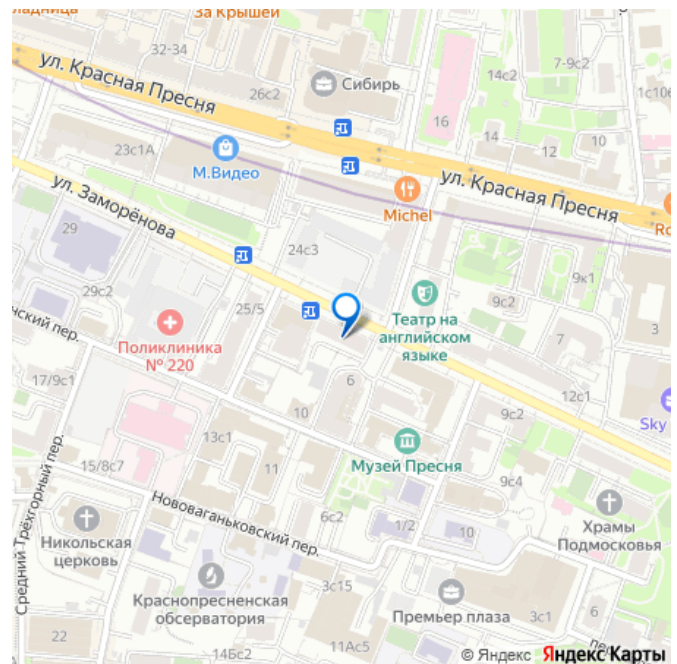 ладница
За Крышей
32-34
ул. Красная Пресня
26с2
Сибирь
14с2
7-9с2
1с10
16
14
12
10
23с1А
М.Видео
ул. Красная Пресня
Michel
Ro
ул. Заморёнова
29
24с3
9к1
29с2
25/5
Театр на
английском
языке
9с2
7
3
нский пер.
Поликлиника
№ 220
17/9с1
6
12с1
10
9с2
Sky
13с1
Музей Пресня
15/8с7
11
9с4
Средний Трёхгорный пер.
Нововаганьковский пер.
6с2
1/2
10
Храмы
Подмосковья
Никольская
церковь
3с15
Краснопресненская
обсерватория
Премьер плаза
3с1
6
22
14Бс2
11Ас5
© Яндекс Яндекс Карты